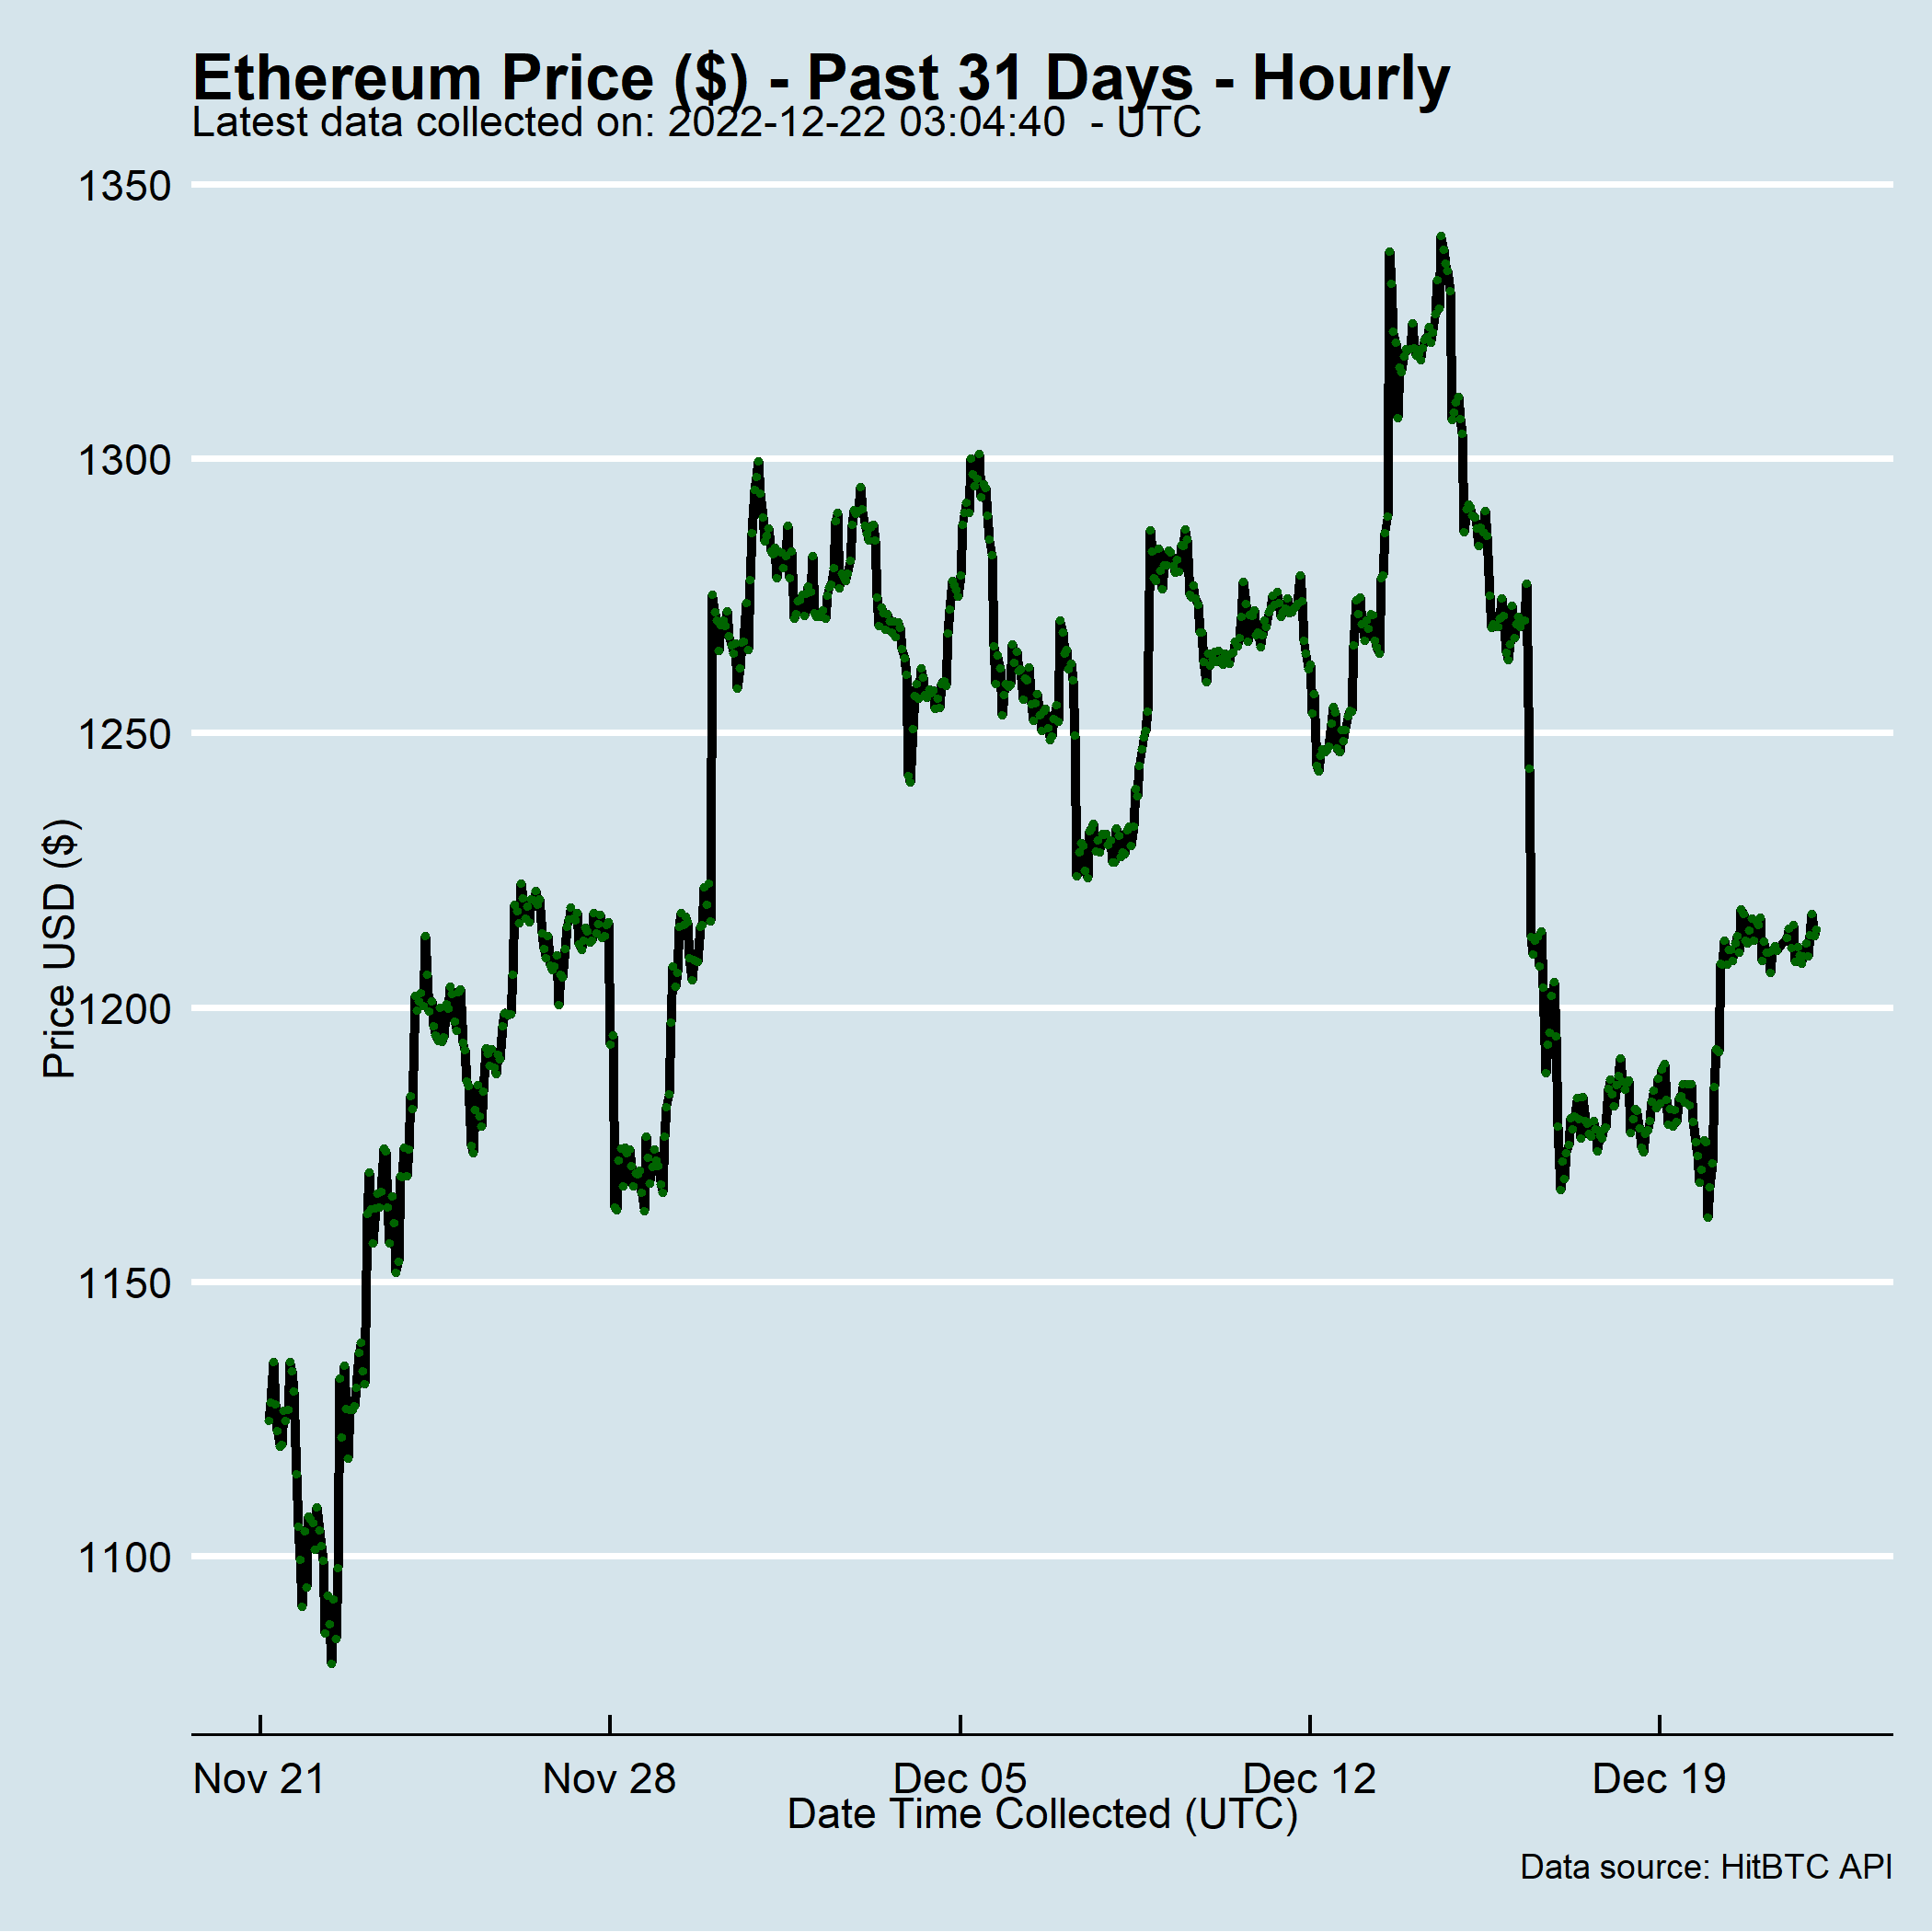 Ethereum Price ($) - Past 31 Days - Hourly
Latest data collected on: 2022-12-22 03:04:40  - UTC
1350
1300
1250
1200
1150
1100
Price USD ($)
Nov 21
Nov 28
Dec 05
Dec 12
Dec 19
Date Time Collected (UTC)
Data source: HitBTC API